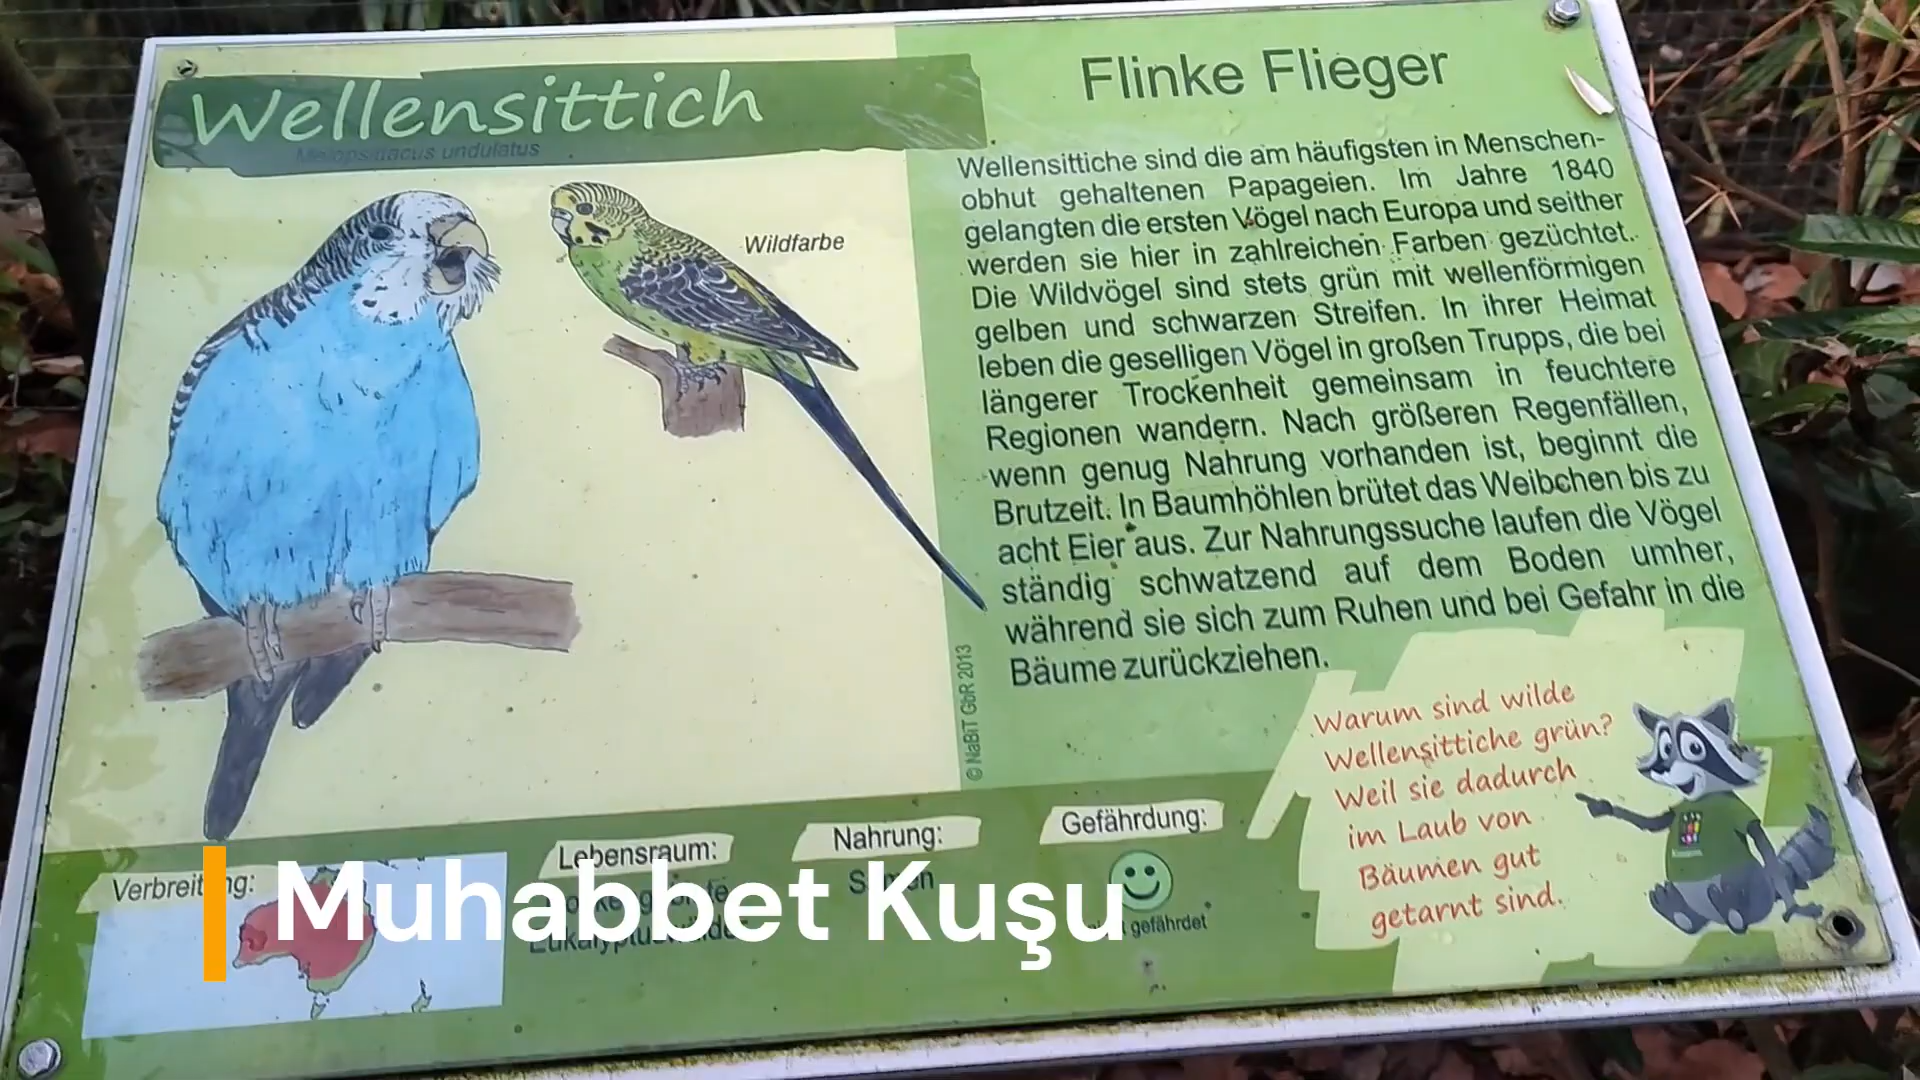 Wellensittich
Melopsittacus undulatus
Wildfarbe
Flinke Flieger
Wellensittiche sind die am häufigsten in Menschen-
obhut gehaltenen Papageien. Im Jahre 1840
gelangten die ersten Vögel nach Europa und seither
werden sie hier in zahlreichen Farben gezüchtet.
Die Wildvögel sind stets grün mit wellenförmigen
gelben und schwarzen Streifen. In ihrer Heimat
leben die geselligen Vögel in großen Trupps, die bei
längerer Trockenheit gemeinsam in feuchtere
Regionen wandern. Nach größeren Regenfällen,
wenn genug Nahrung vorhanden ist, beginnt die
Brutzeit. In Baumhöhlen brütet das Weibchen bis zu
acht Eier aus. Zur Nahrungssuche laufen die Vögel
ständig schwatzend auf dem Boden umher,
während sie sich zum Ruhen und bei Gefahr in die
Bäume zurückziehen.
© NaBiT GbR 2013
Warum sind wilde
Wellensittiche grün?
Weil sie dadurch
im Laub von
Bäumen gut
getarnt sind.
Verbreitung:
Lebensraum:
Nahrung:
Samen
Gefährdung:
gefährdet
Muhabbet Kuşu